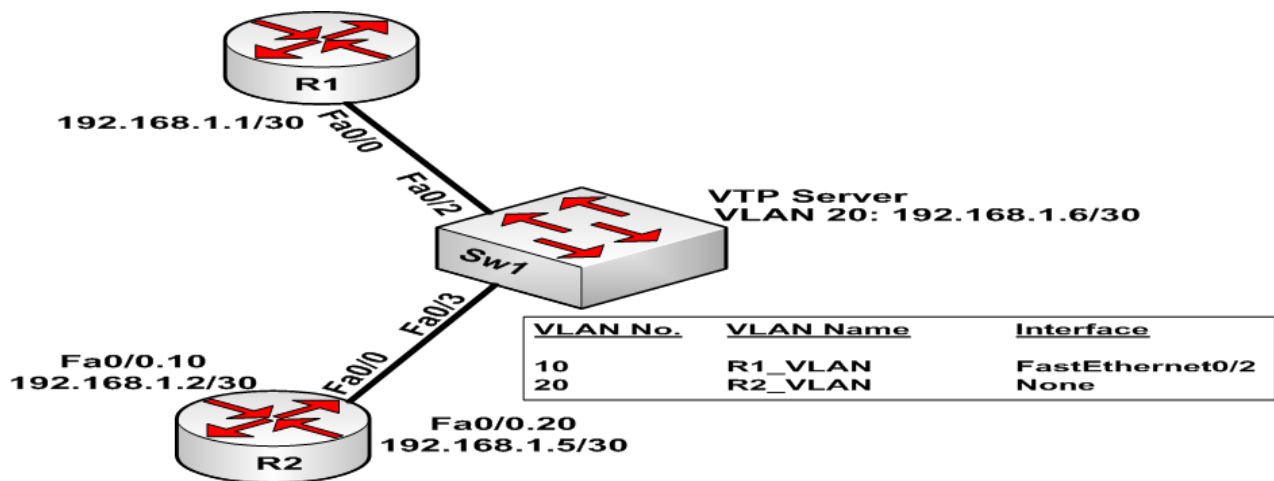 R1
192.168.1.1/30
Fa0/0
Fa0/2
VTP Server
VLAN 20: 192.168.1.6/30
Sw1
Fa0/3
Fa0/0
VLAN No. VLAN Name Interface
10 R1_VLAN FastEthernet0/2
20 R2_VLAN None
Fa0/0.10
192.168.1.2/30
Fa0/0.20
192.168.1.5/30
R2